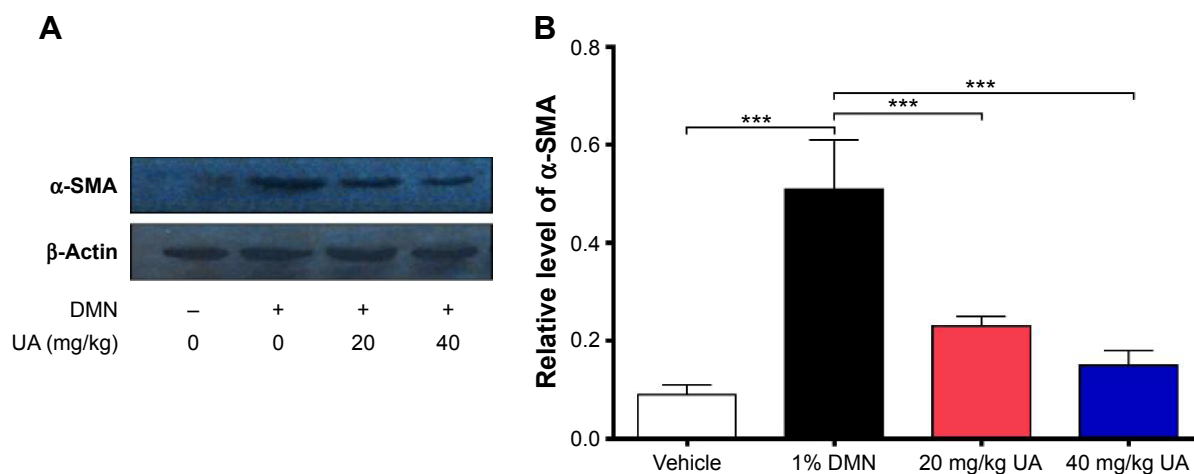 A
α-SMA
β-Actin
DMN – + + +
UA (mg/kg) 0 0 20 40
B
Relative level of α-SMA
0.8
0.6
0.4
0.2
0.0
***
***
***
Vehicle 1% DMN 20 mg/kg UA 40 mg/kg UA